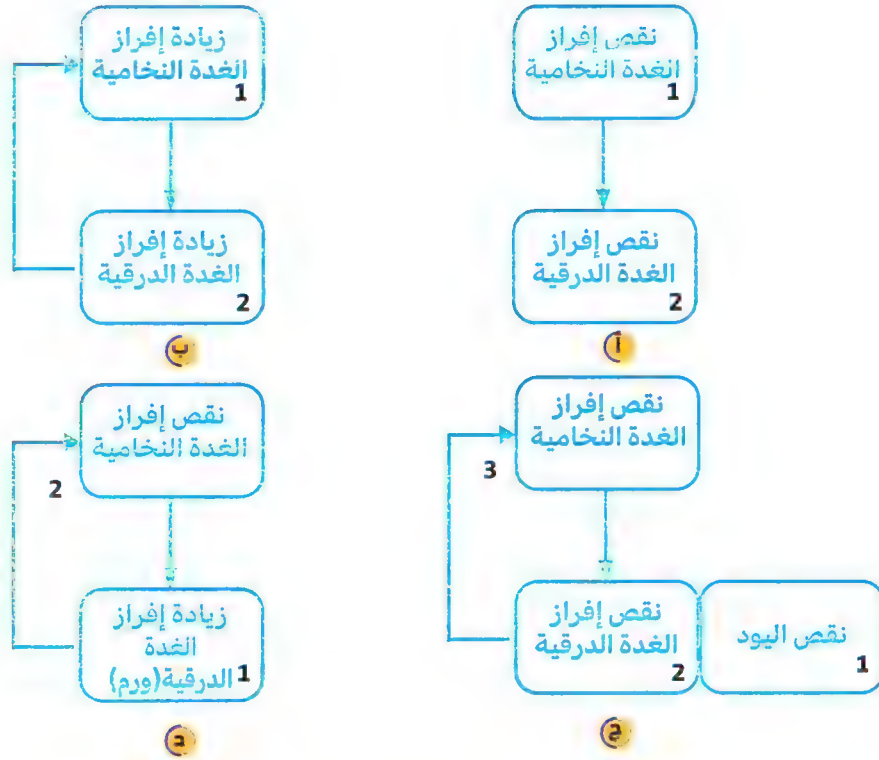 نقص إفراز
الغدة النخامية
1
نقص إفراز
الغدة الدرقية
2
أ
زيادة إفراز
الغدة النخامية
1
زيادة إفراز
الغدة الدرقية
2
ب
نقص إفراز
الغدة النخامية
3
نقص إفراز
الغدة الدرقية
2
نقص اليود
1
ج
نقص إفراز
الغدة النخامية
2
زيادة إفراز
الغدة
الدرقية(ورم)
1
د